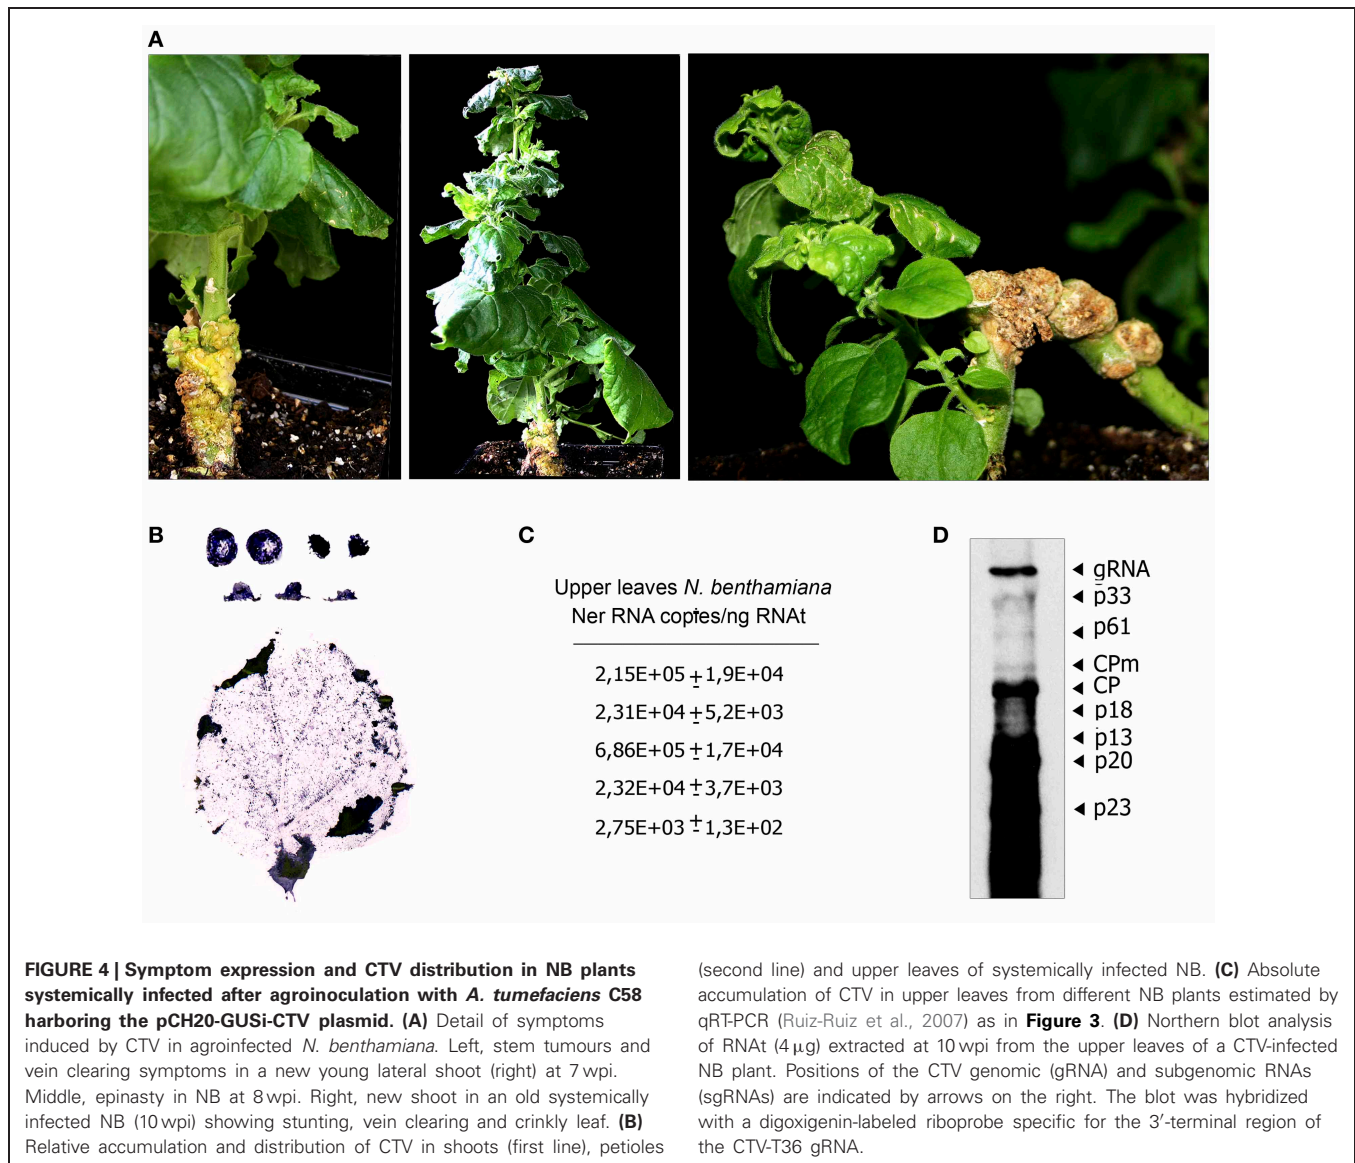 A
B
C
Upper leaves N. benthamiana
Ner RNA copies/ng RNAt
2,15E+05 ± 1,9E+04
2,31E+04 ± 5,2E+03
6,86E+05 ± 1,7E+04
2,32E+04 ± 3,7E+03
2,75E+03 ± 1,3E+02
D
◄ gRNA
◄ p33
◄ p61
◄ CPm
◄ CP
◄ p18
◄ p13
◄ p20
◄ p23
FIGURE 4 | Symptom expression and CTV distribution in NB plants
systemically infected after agroinoculation with A. tumefaciens C58
harboring the pCH20-GUSi-CTV plasmid. (A) Detail of symptoms
induced by CTV in agroinfected N. benthamiana. Left, stem tumours and
vein clearing symptoms in a new young lateral shoot (right) at 7 wpi.
Middle, epinasty in NB at 8 wpi. Right, new shoot in an old systemically
infected NB (10 wpi) showing stunting, vein clearing and crinkly leaf. (B)
Relative accumulation and distribution of CTV in shoots (first line), petioles
(second line) and upper leaves of systemically infected NB. (C) Absolute
accumulation of CTV in upper leaves from different NB plants estimated by
qRT-PCR (Ruiz-Ruiz et al., 2007) as in Figure 3. (D) Northern blot analysis
of RNAt (4 μg) extracted at 10 wpi from the upper leaves of a CTV-infected
NB plant. Positions of the CTV genomic (gRNA) and subgenomic RNAs
(sgRNAs) are indicated by arrows on the right. The blot was hybridized
with a digoxigenin-labeled riboprobe specific for the 3′-terminal region of
the CTV-T36 gRNA.